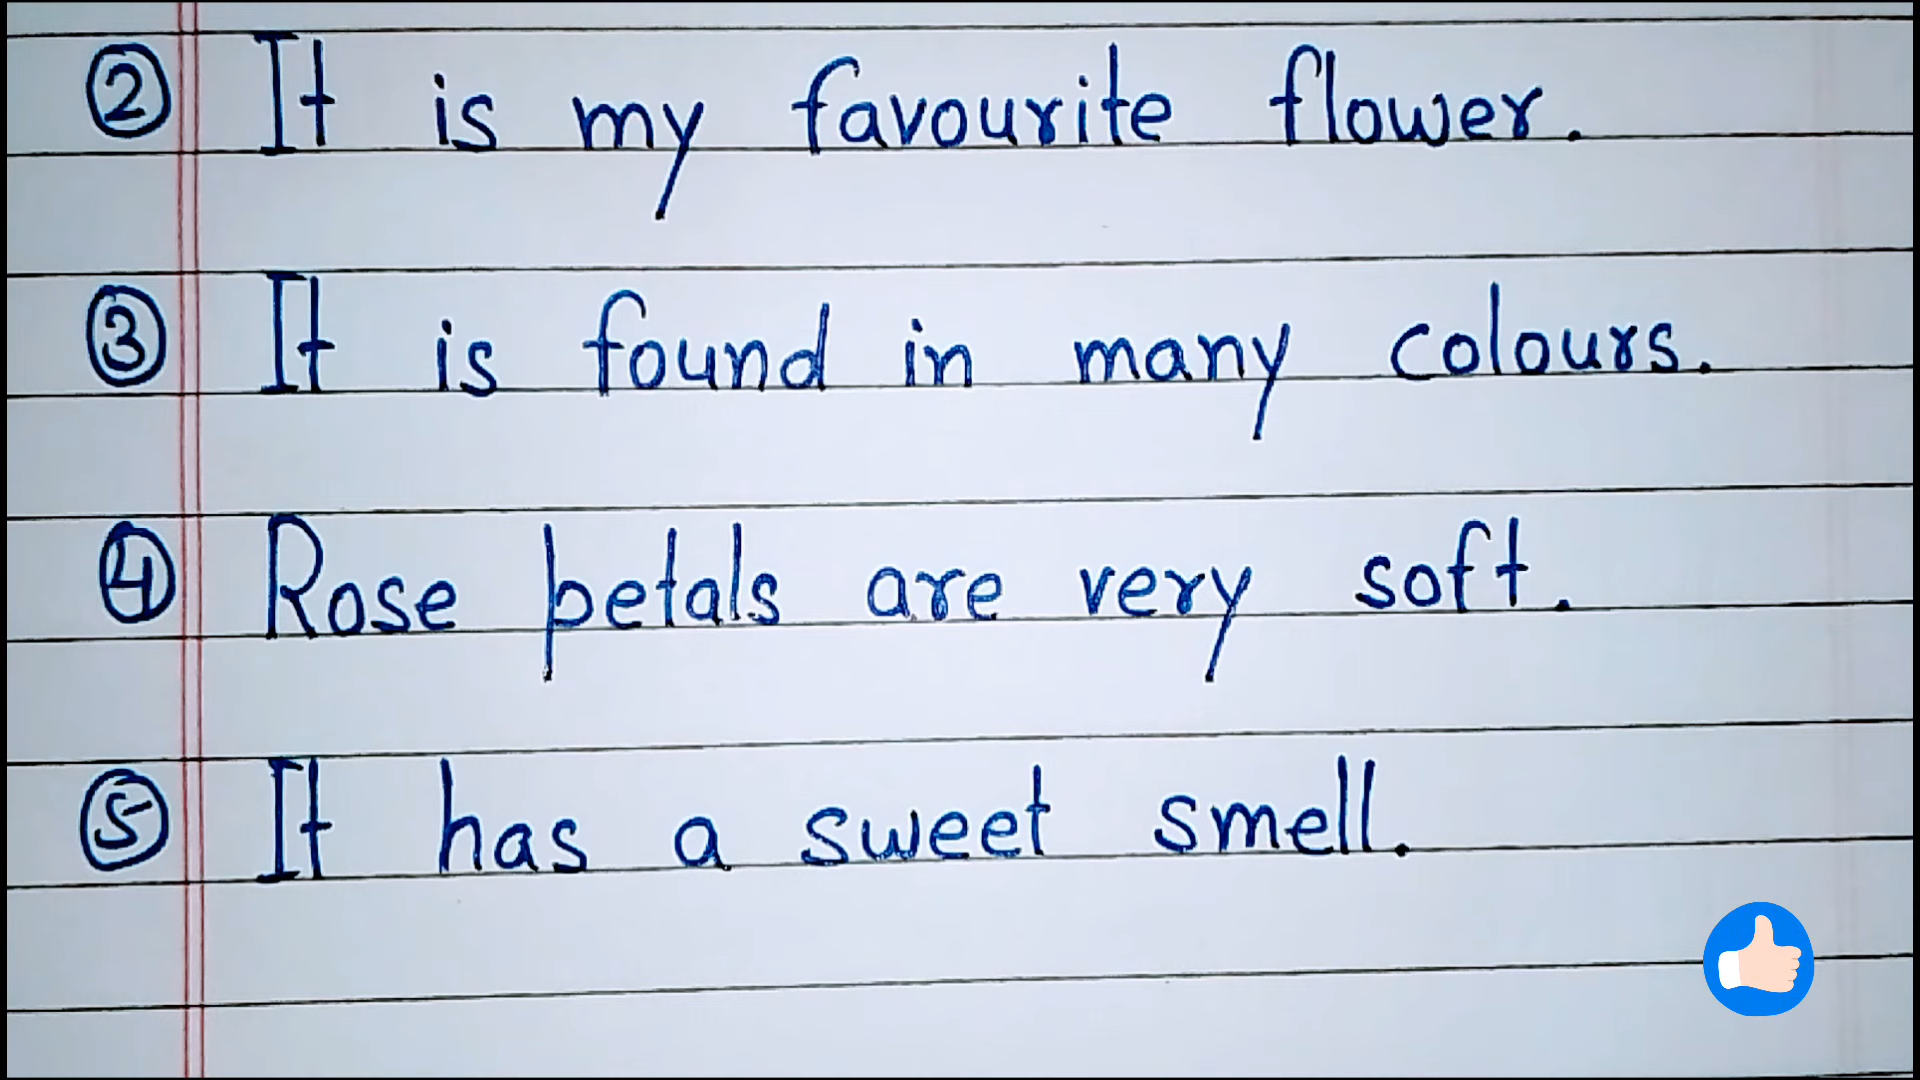 ② It is my favourite flower.
③ It is found in many colours.
④ Rose petals are very soft.
⑤ It has a sweet smell.